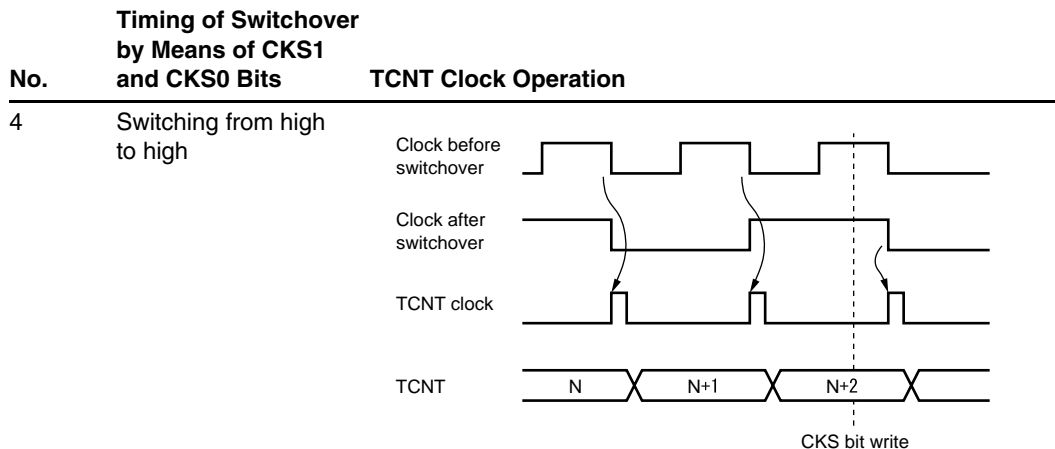 No.
Timing of Switchover
by Means of CKS1
and CKS0 Bits
TCNT Clock Operation
4
Switching from high
to high
Clock before
switchover
Clock after
switchover
TCNT clock
TCNT
N
N+1
N+2
CKS bit write